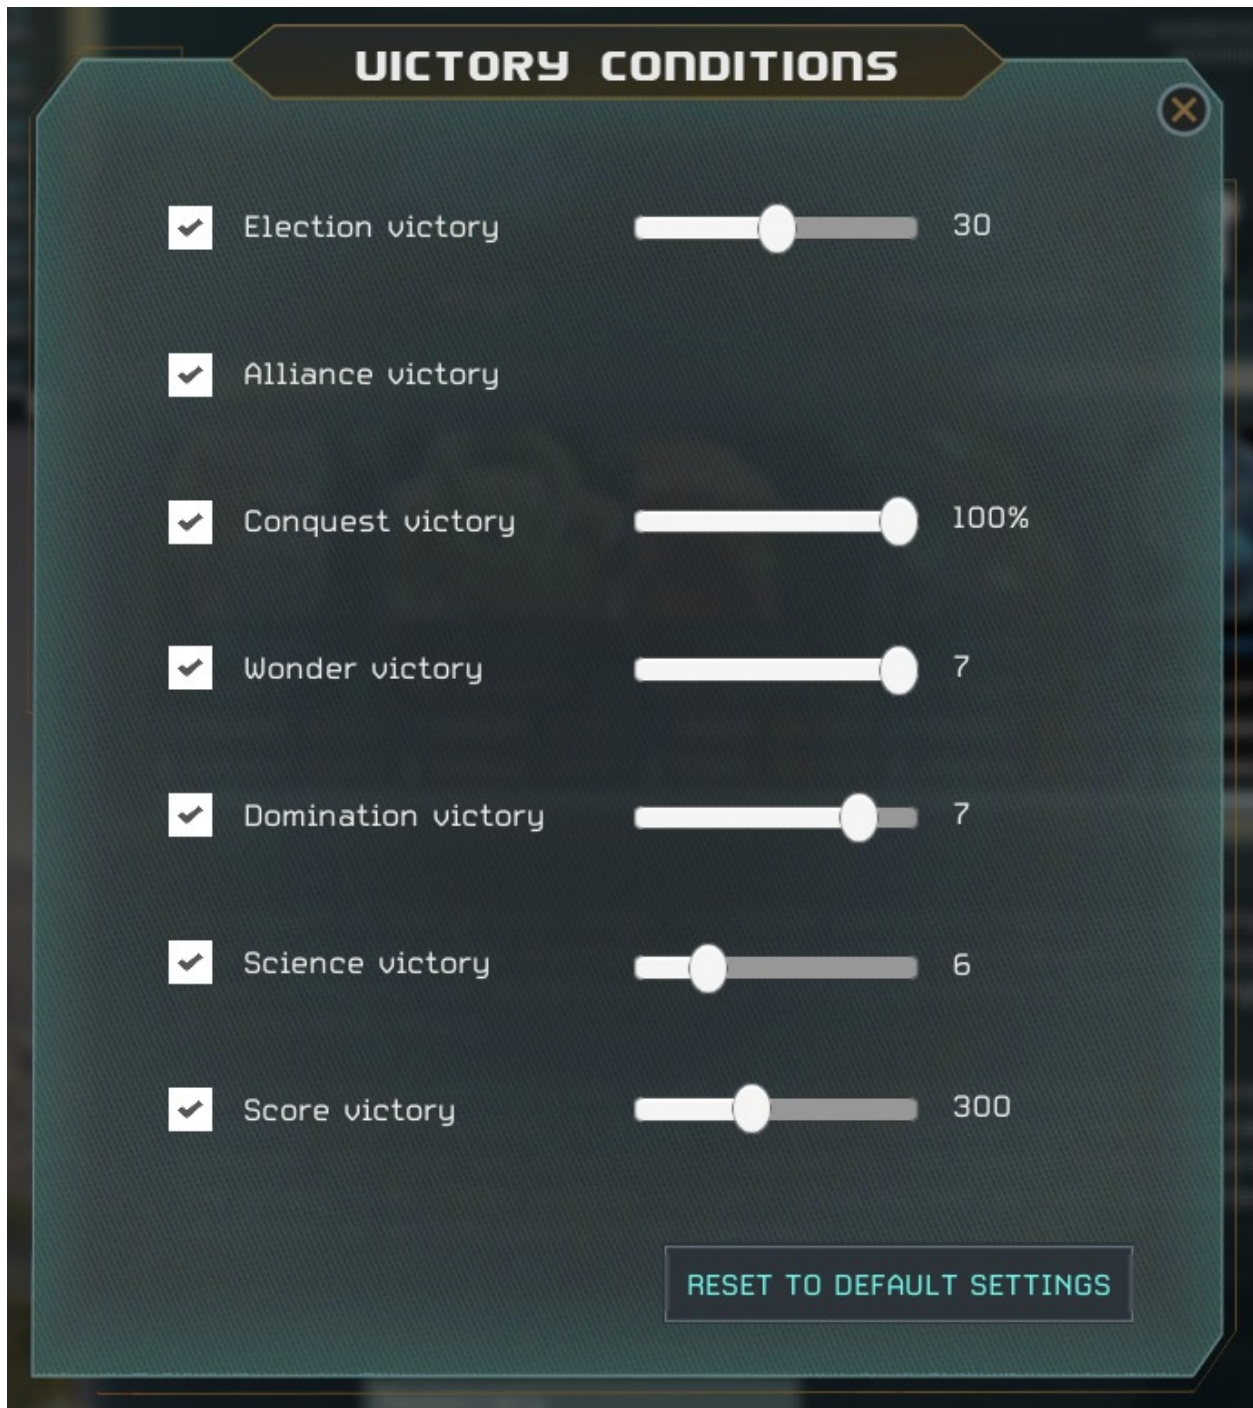 VICTORY CONDITIONS
Election victory 30
Alliance victory
Conquest victory 100%
Wonder victory 7
Domination victory 7
Science victory 6
Score victory 300
RESET TO DEFAULT SETTINGS